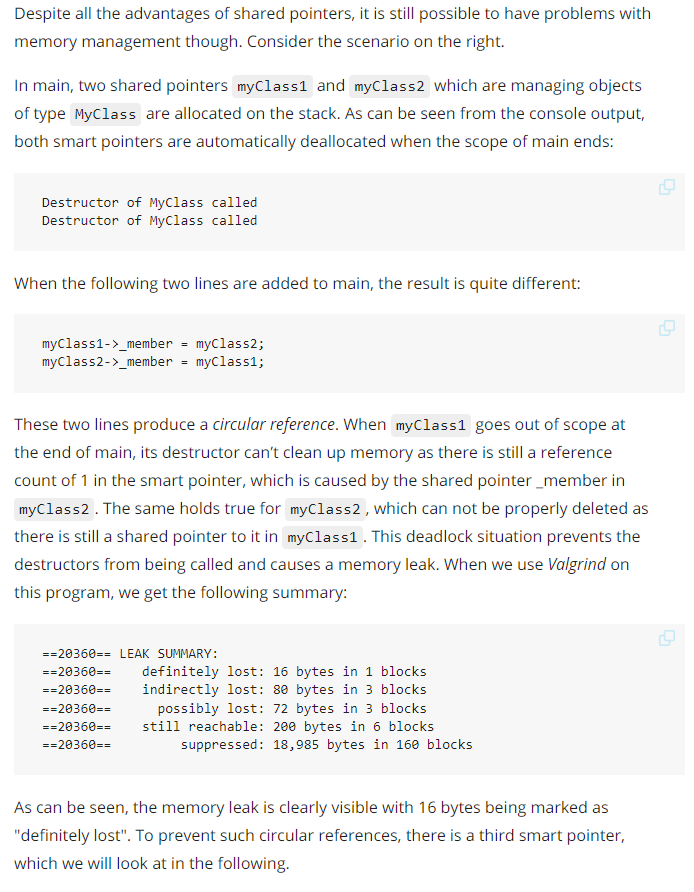 Despite all the advantages of shared pointers, it is still possible to have problems with
memory management though. Consider the scenario on the right.
In main, two shared pointers myClass1 and myClass2 which are managing objects
of type MyClass are allocated on the stack. As can be seen from the console output,
both smart pointers are automatically deallocated when the scope of main ends:
Destructor of MyClass called
Destructor of MyClass called
When the following two lines are added to main, the result is quite different:
myClass1->_member = myClass2;
myClass2->_member = myClass1;
These two lines produce a circular reference. When myClass1 goes out of scope at
the end of main, its destructor can't clean up memory as there is still a reference
count of 1 in the smart pointer, which is caused by the shared pointer _member in
myClass2. The same holds true for myClass2, which can not be properly deleted as
there is still a shared pointer to it in myClass1. This deadlock situation prevents the
destructors from being called and causes a memory leak. When we use Valgrind on
this program, we get the following summary:
==20360== LEAK SUMMARY:
==20360==    definitely lost: 16 bytes in 1 blocks
==20360==    indirectly lost: 80 bytes in 3 blocks
==20360==      possibly lost: 72 bytes in 3 blocks
==20360==    still reachable: 200 bytes in 6 blocks
==20360==         suppressed: 18,985 bytes in 160 blocks
As can be seen, the memory leak is clearly visible with 16 bytes being marked as
"definitely lost". To prevent such circular references, there is a third smart pointer,
which we will look at in the following.